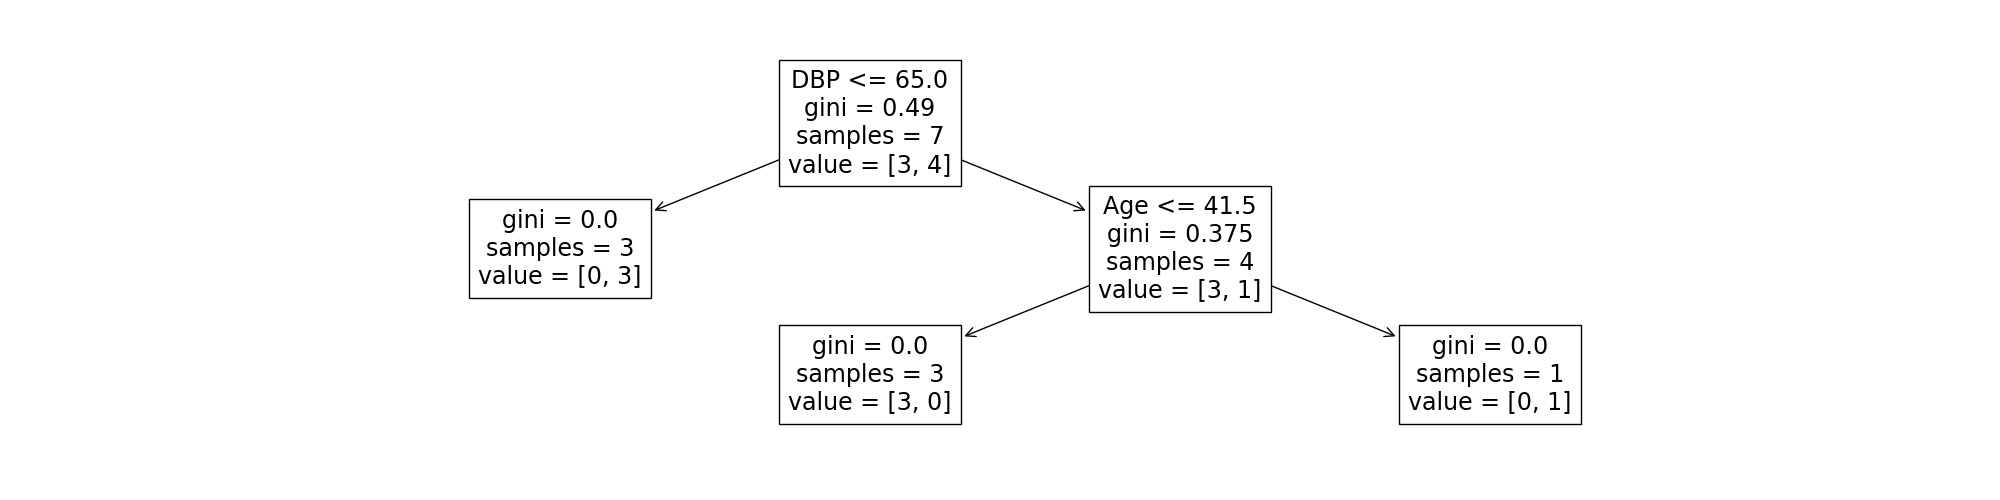 DBP <= 65.0
gini = 0.49
samples = 7
value = [3, 4]
gini = 0.0
samples = 3
value = [0, 3]
Age <= 41.5
gini = 0.375
samples = 4
value = [3, 1]
gini = 0.0
samples = 3
value = [3, 0]
gini = 0.0
samples = 1
value = [0, 1]